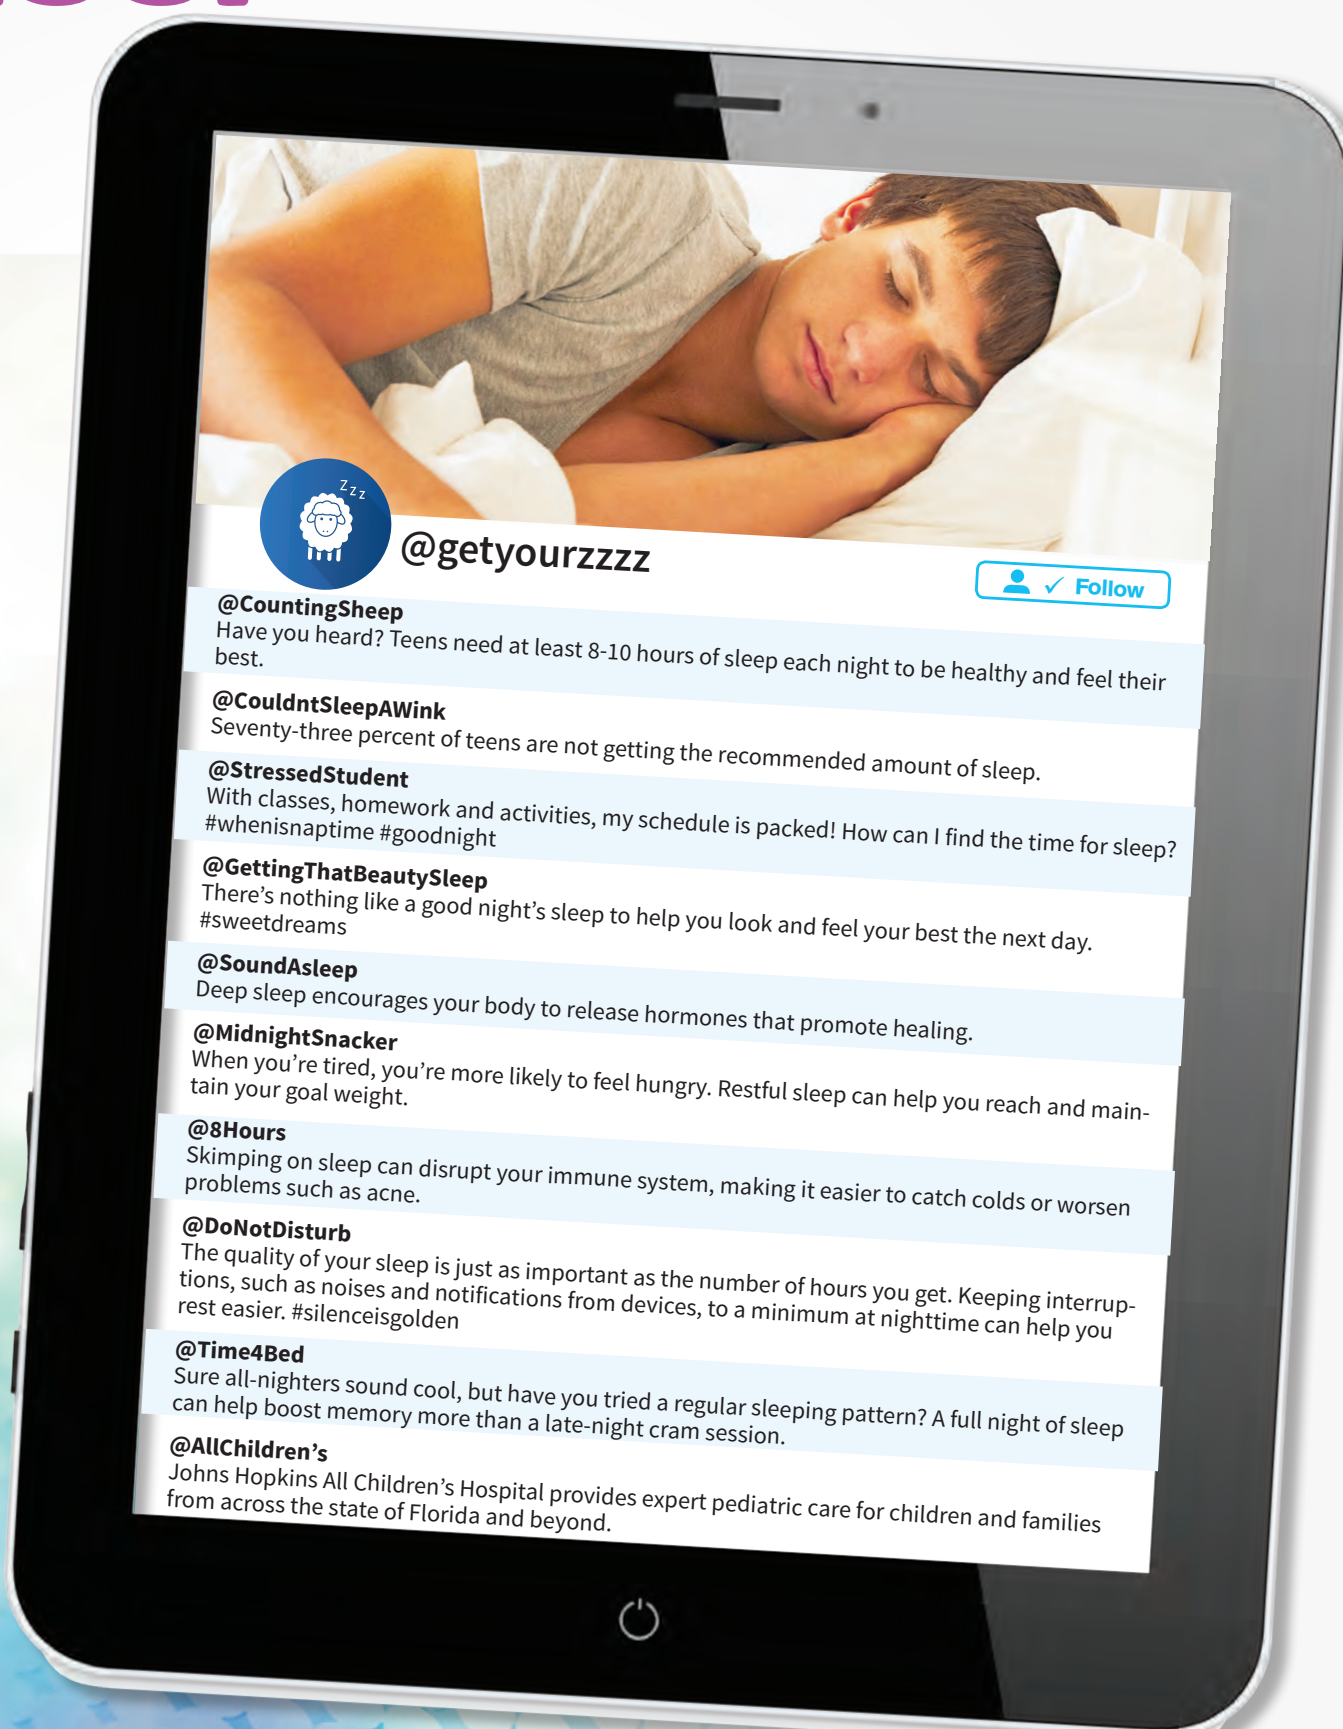 Zzz
@getyourzzzz
Follow
@CountingSheep
Have you heard? Teens need at least 8-10 hours of sleep each night to be healthy and feel their
best.
@CouldntSleepAWink
Seventy-three percent of teens are not getting the recommended amount of sleep.
@StressedStudent
With classes, homework and activities, my schedule is packed! How can I find the time for sleep?
#whenisnaptime #goodnight
@GettingThatBeautySleep
There's nothing like a good night's sleep to help you look and feel your best the next day.
#sweetdreams
@SoundAsleep
Deep sleep encourages your body to release hormones that promote healing.
@MidnightSnacker
When you're tired, you're more likely to feel hungry. Restful sleep can help you reach and main-
tain your goal weight.
@8Hours
Skimping on sleep can disrupt your immune system, making it easier to catch colds or worsen
problems such as acne.
@DoNotDisturb
The quality of your sleep is just as important as the number of hours you get. Keeping interrup-
tions, such as noises and notifications from devices, to a minimum at nighttime can help you
rest easier. #silenceisgolden
@Time4Bed
Sure all-nighters sound cool, but have you tried a regular sleeping pattern? A full night of sleep
can help boost memory more than a late-night cram session.
@AllChildren's
Johns Hopkins All Children's Hospital provides expert pediatric care for children and families
from across the state of Florida and beyond.